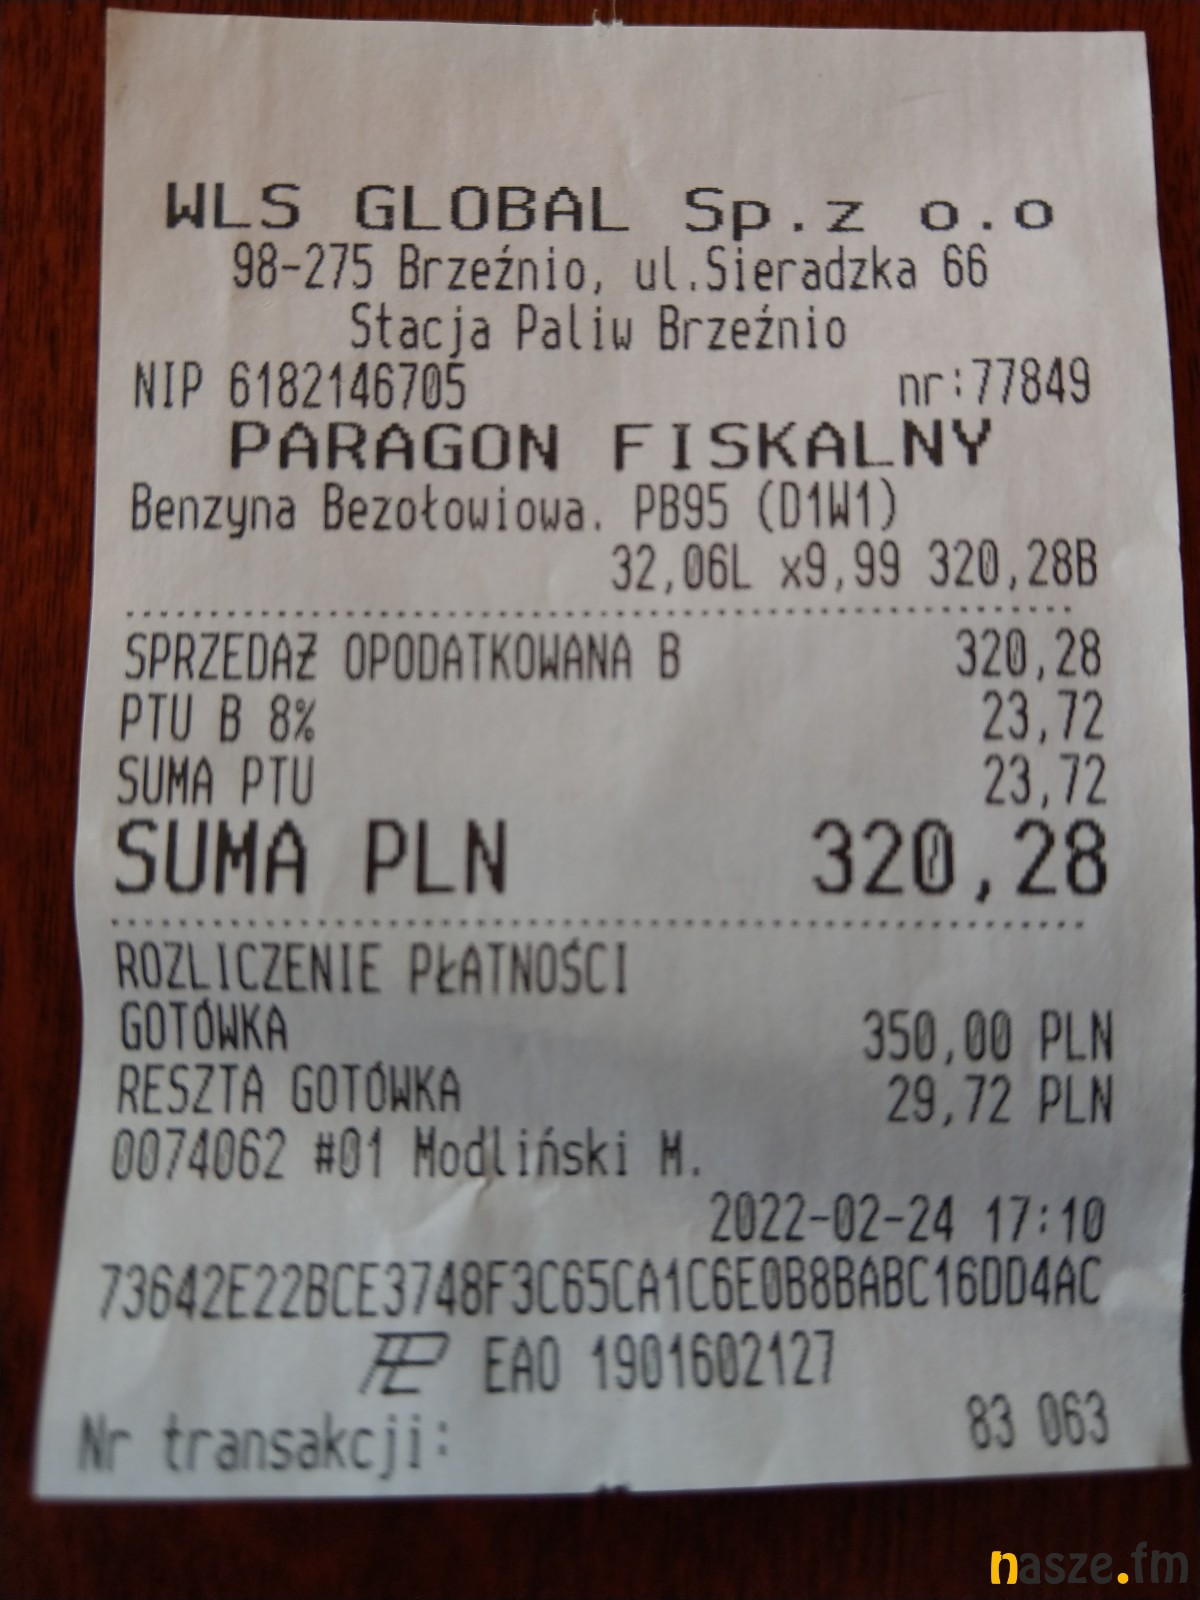 WLS GLOBAL Sp.z o.o
98-275 Brzeźnio, ul.Sieradzka 66
Stacja Paliw Brzeźnio
NIP 6182146705 nr:77849
PARAGON FISKALNY
Benzyna Bezołowiowa. PB95 (D1W1)
32,06L x9,99 320,28B
SPRZEDAŻ OPODATKOWANA B 320,28
PTU B 8% 23,72
SUMA PTU 23,72
SUMA PLN 320,28
ROZLICZENIE PŁATNOŚCI
GOTÓWKA 350,00 PLN
RESZTA GOTÓWKA 29,72 PLN
0074062 #01 Modliński M.
2022-02-24 17:10
73642E22BCE3748F3C65CA1C6E0B8BABC16DD4AC
PL EAO 1901602127
Nr transakcji: 83 063
nasze.fm